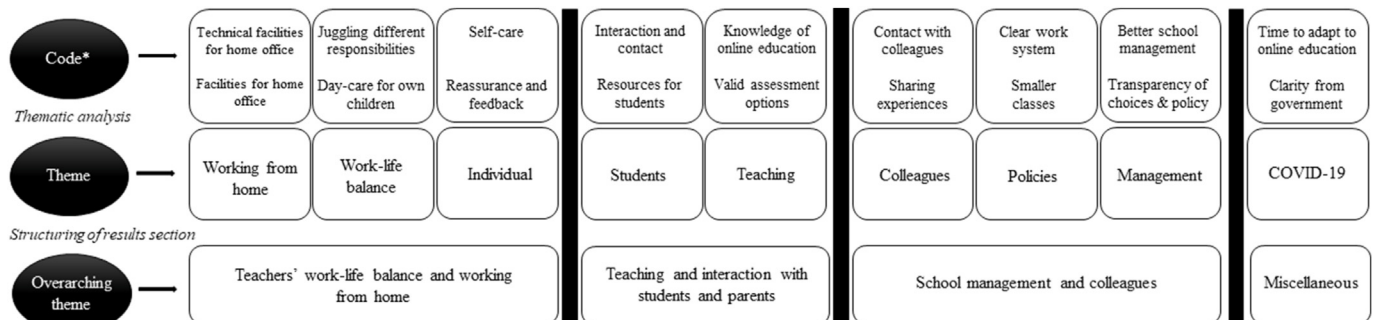 Code*
Technical facilities
for home office
Facilities for home
office
Juggling different
responsibilities
Day-care for own
children
Self-care
Reassurance and
feedback
Interaction and
contact
Resources for
students
Knowledge of
online education
Valid assessment
options
Contact with
colleagues
Sharing
experiences
Clear work
system
Smaller
classes
Better school
management
Transparency of
choices & policy
Time to adapt to
online education
Clarity from
government
Thematic analysis
Theme
Working from
home
Work-life
balance
Individual
Students
Teaching
Colleagues
Policies
Management
COVID-19
Structuring of results section
Overarching
theme
Teachers' work-life balance and working
from home
Teaching and interaction with
students and parents
School management and colleagues
Miscellaneous